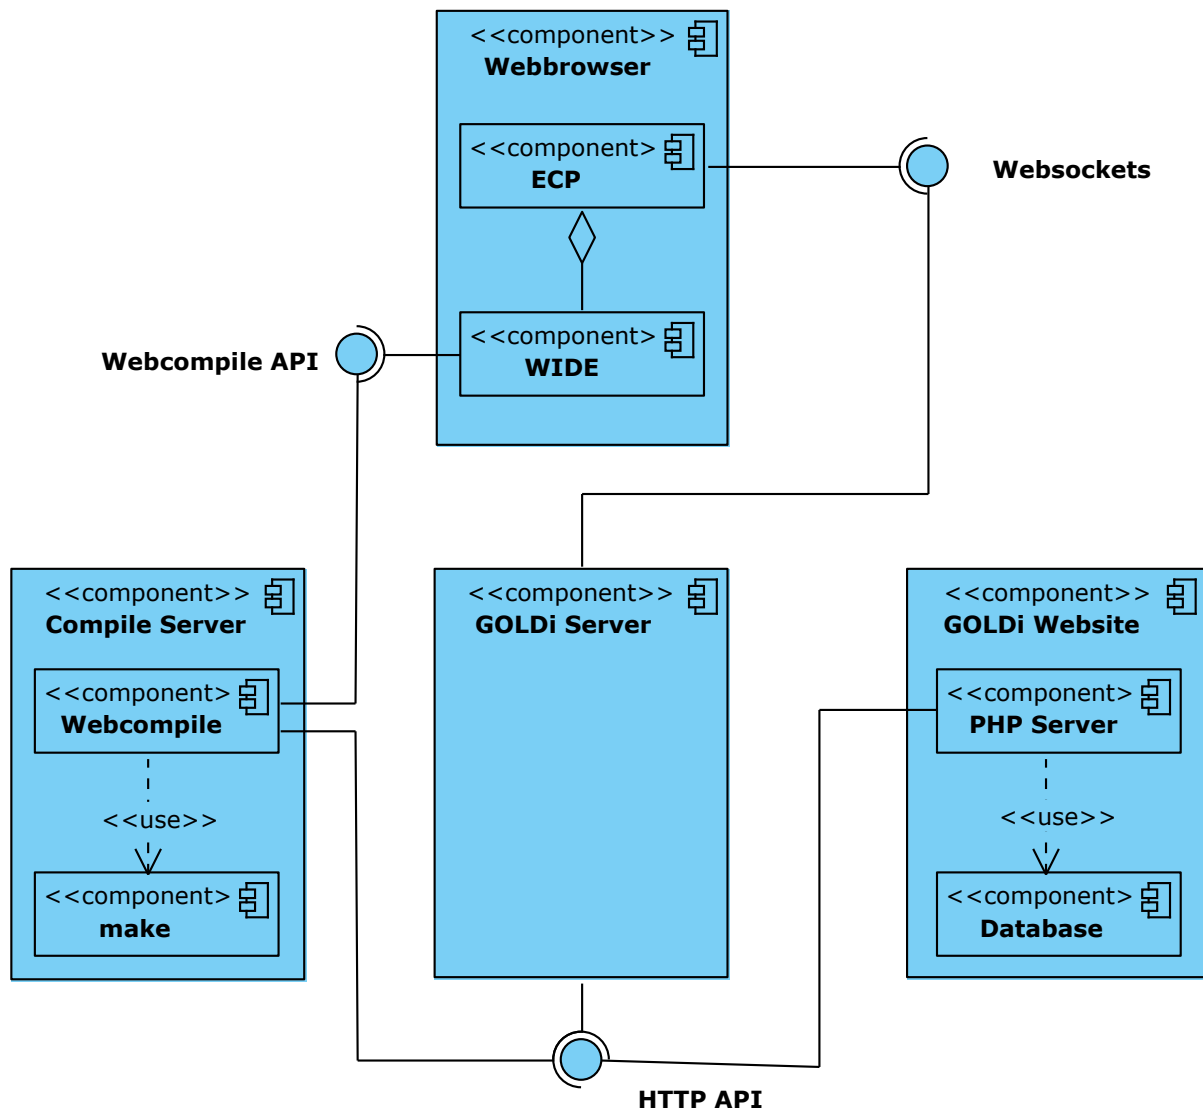 <<component>>
Webbrowser
<<component>
ECP
Websockets
<<component>
WIDE
Webcompile API
<<component>>
Compile Server
<<component>
Webcompile
<<use>>
<<component>
make
<<component>>
GOLDi Server
<<component>>
GOLDi Website
<<component>
PHP Server
<<use>>
<<component>
Database
HTTP API